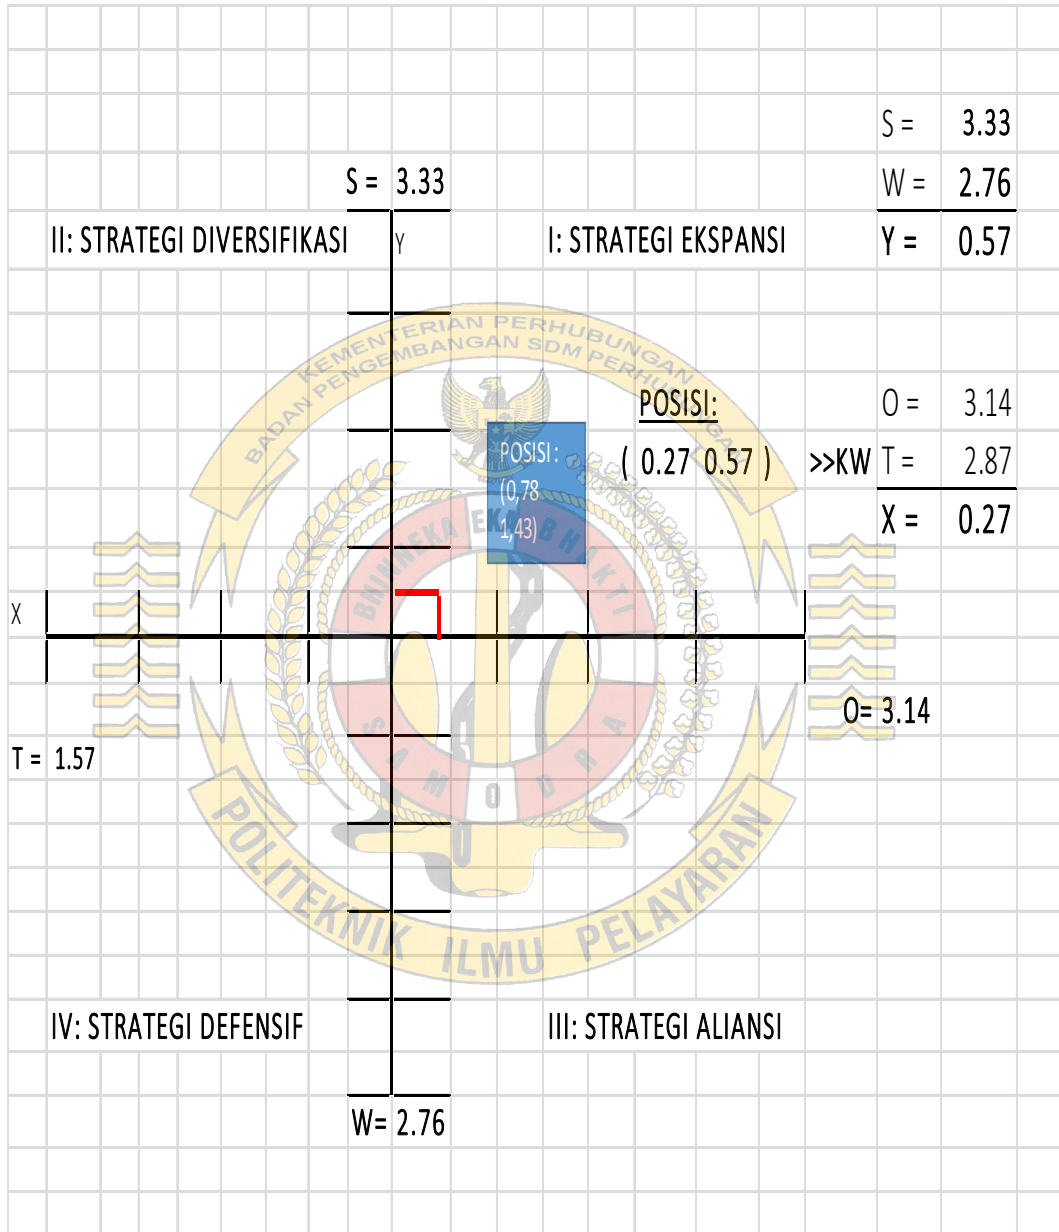 S = 3.33
S = 3.33
W = 2.76
II: STRATEGI DIVERSIFIKASI
Y
I: STRATEGI EKSPANSI
Y = 0.57
KEMENTERIAN PERHUBUNGAN
BADAN PENGEMBANGAN SDM PERHUBUNGAN
POSISI:
O = 3.14
POSISI :
(0,78
1,43)
( 0.27 0.57 )
>>KW
T = 2.87
X = 0.27
BHINNEKA EKA BHAKTI
X
O= 3.14
T = 1.57
SAMODRA
POLITEKNIK ILMU PELAYARAN
IV: STRATEGI DEFENSIF
III: STRATEGI ALIANSI
W= 2.76